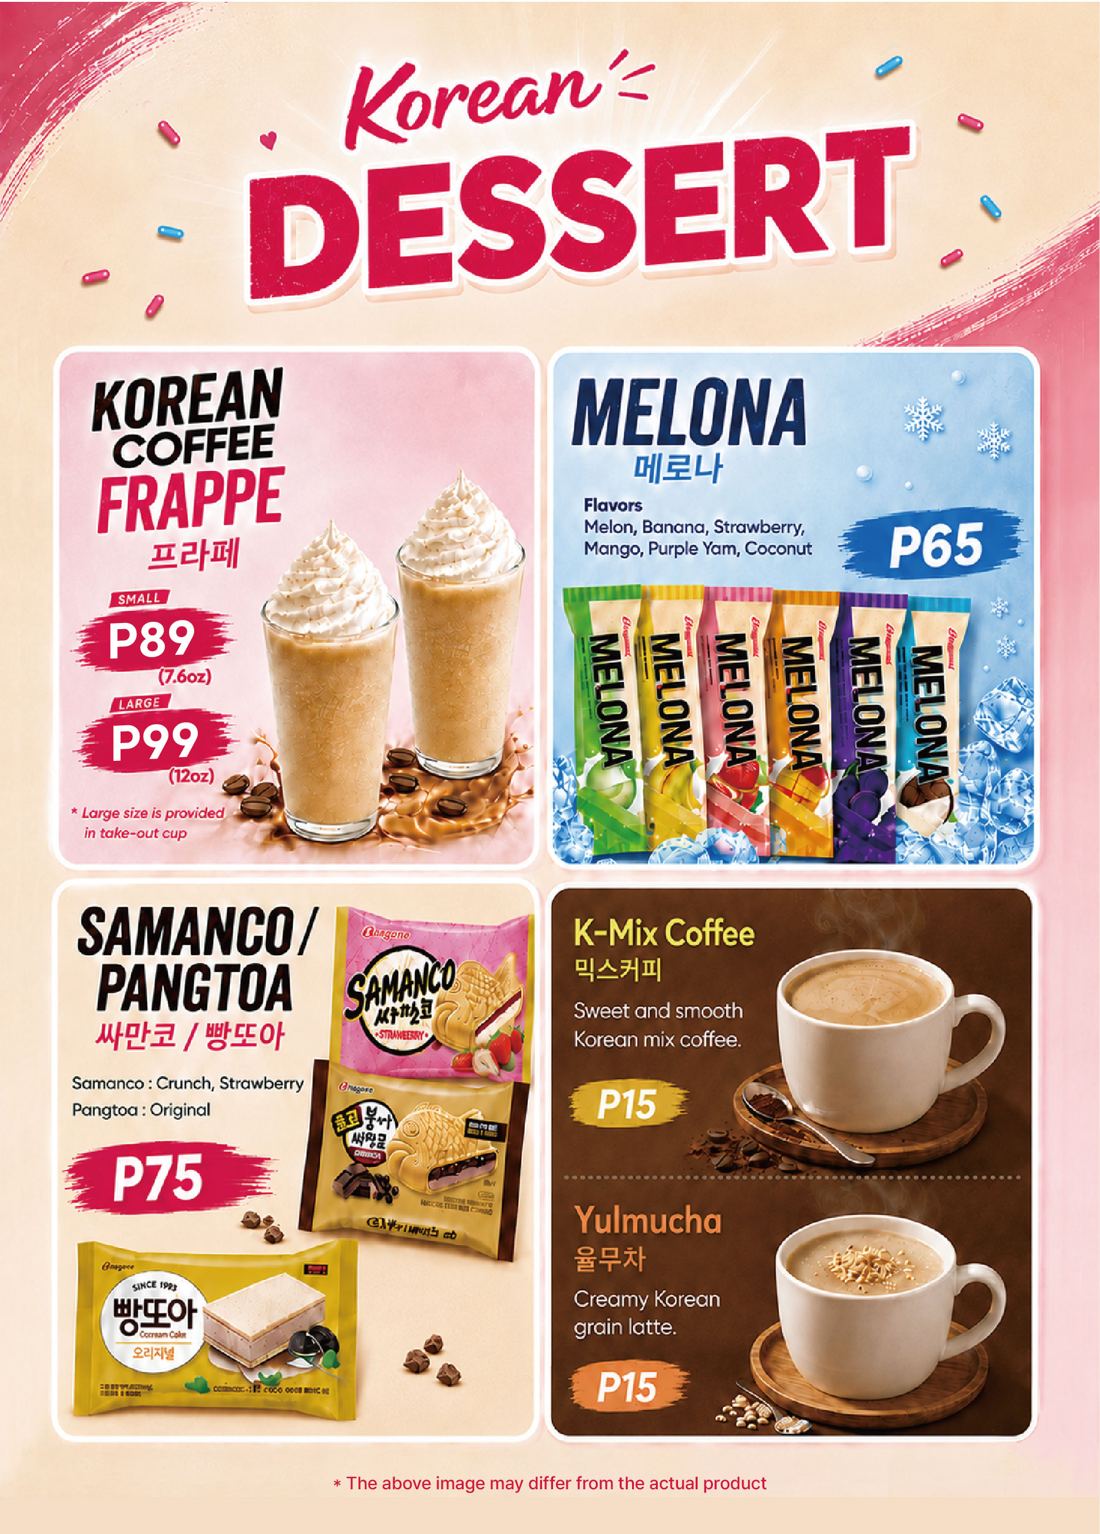 Korean
DESSERT
KOREAN
COFFEE
FRAPPE
프라페
SMALL
P89
(7.6oz)
LARGE
P99
(12oz)
* Large size is provided
in take-out cup
MELONA
메로나
Flavors
Melon, Banana, Strawberry,
Mango, Purple Yam, Coconut
P65
MELONA
MELONA
MELONA
MELONA
MELONA
MELONA
SAMANCO/
PANGTOA
싸만코 / 빵또아
Samanco : Crunch, Strawberry
Pangtoa : Original
P75
SAMANCO
STRAWBERRY
SINCE 1993
빵또아
오리지널
K-Mix Coffee
믹스커피
Sweet and smooth
Korean mix coffee.
P15
Yulmucha
율무차
Creamy Korean
grain latte.
P15
* The above image may differ from the actual product